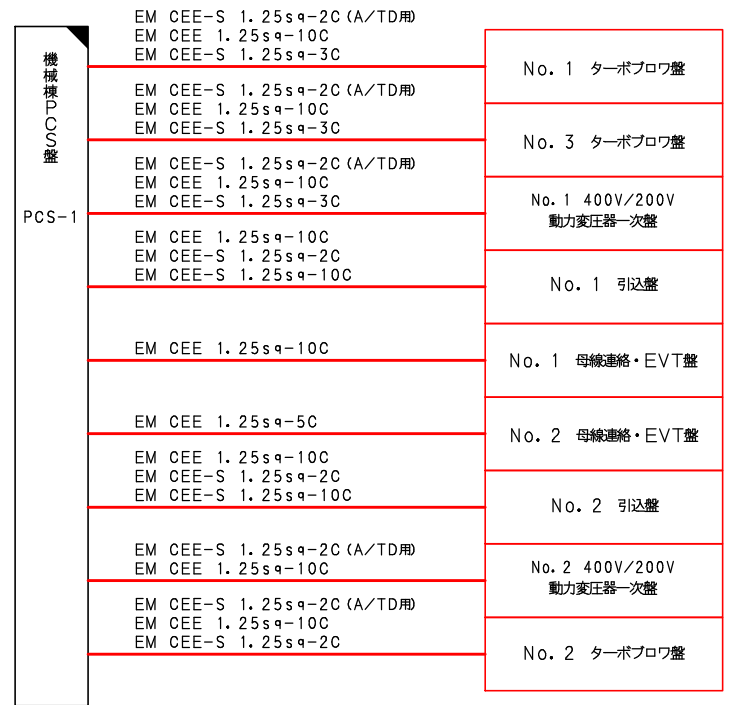 機械棟PCS盤
PCS-1
EM CEE-S 1.25sq-2C(A/TD用)
EM CEE 1.25sq-10C
EM CEE-S 1.25sq-3C
No.1 ターボブロワ盤
EM CEE-S 1.25sq-2C(A/TD用)
EM CEE 1.25sq-10C
EM CEE-S 1.25sq-3C
No.3 ターボブロワ盤
EM CEE-S 1.25sq-2C(A/TD用)
EM CEE 1.25sq-10C
EM CEE-S 1.25sq-3C
No.1 400V/200V
動力変圧器一次盤
EM CEE 1.25sq-10C
EM CEE-S 1.25sq-2C
EM CEE-S 1.25sq-10C
No.1 引込盤
EM CEE 1.25sq-10C
No.1 母線連絡・EVT盤
EM CEE 1.25sq-5C
No.2 母線連絡・EVT盤
EM CEE 1.25sq-10C
EM CEE-S 1.25sq-2C
EM CEE-S 1.25sq-10C
No.2 引込盤
EM CEE-S 1.25sq-2C(A/TD用)
EM CEE 1.25sq-10C
No.2 400V/200V
動力変圧器一次盤
EM CEE-S 1.25sq-2C(A/TD用)
EM CEE 1.25sq-10C
EM CEE-S 1.25sq-2C
No.2 ターボブロワ盤